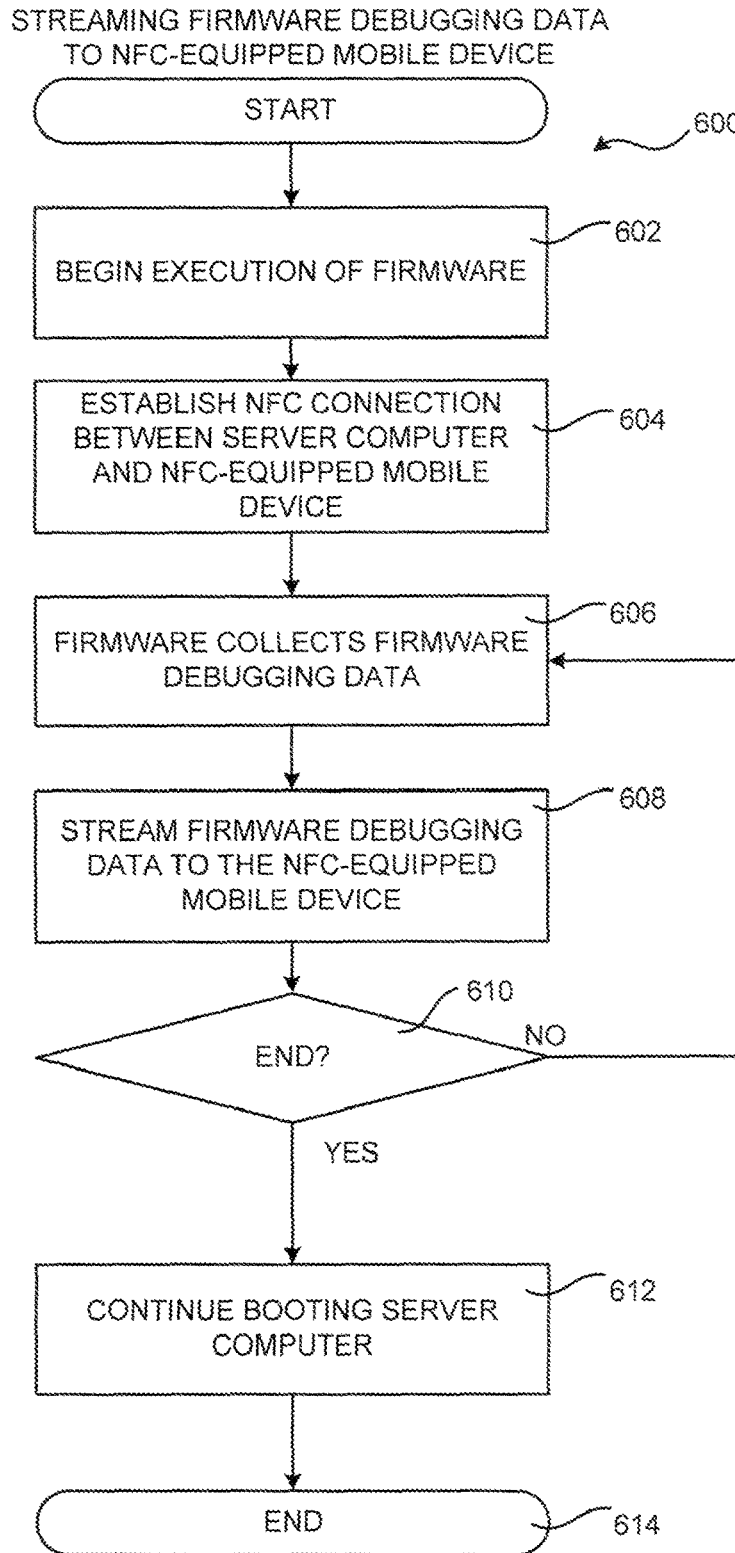 STREAMING FIRMWARE DEBUGGING DATA
TO NFC-EQUIPPED MOBILE DEVICE
START
600
602
BEGIN EXECUTION OF FIRMWARE
ESTABLISH NFC CONNECTION
BETWEEN SERVER COMPUTER
AND NFC-EQUIPPED MOBILE
DEVICE
604
606
FIRMWARE COLLECTS FIRMWARE
DEBUGGING DATA
608
STREAM FIRMWARE DEBUGGING
DATA TO THE NFC-EQUIPPED
MOBILE DEVICE
610
END?
NO
YES
612
CONTINUE BOOTING SERVER
COMPUTER
END
614